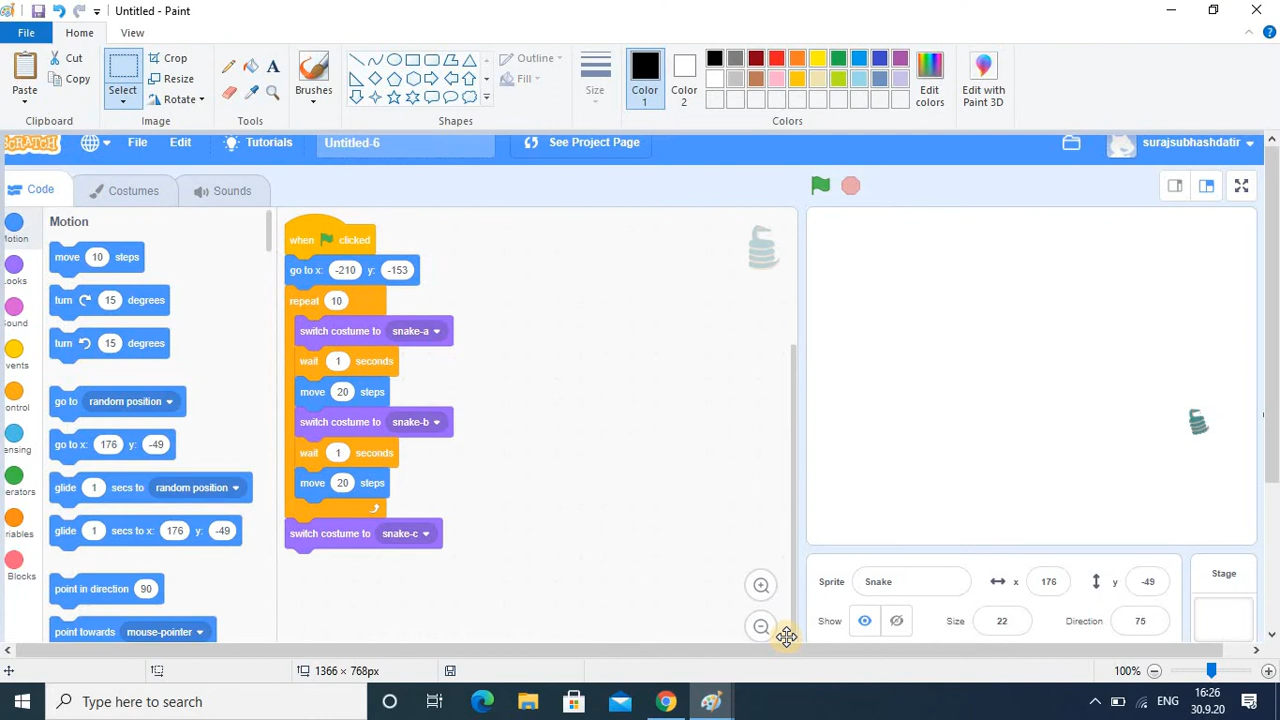 Untitled - Paint
File Home View
Paste
Cut
Copy
Clipboard
Select
Crop
Resize
Rotate
Image
A
Tools
Brushes
Outline
Fill
Shapes
Size
Color 1
Color 2
Edit colors
Edit with Paint 3D
Colors
SCRATCH
File Edit Tutorials Untitled-6 See Project Page surajsubhashdatir
Code Costumes Sounds
Motion
Looks
Sound
vents
ontrol
ensing
erators
riables
Blocks
Motion
move 10 steps
turn 15 degrees
turn 15 degrees
go to random position
go to x: 176 y: -49
glide 1 secs to random position
glide 1 secs to x: 176 y: -49
point in direction 90
point towards mouse-pointer
when clicked
go to x: -210 y: -153
repeat 10
switch costume to snake-a
wait 1 seconds
move 20 steps
switch costume to snake-b
wait 1 seconds
move 20 steps
switch costume to snake-c
Sprite Snake x 176 y -49
Show Size 22 Direction 75
Stage
1366 × 768px
100%
Type here to search
ENG
16:26
30.9.20